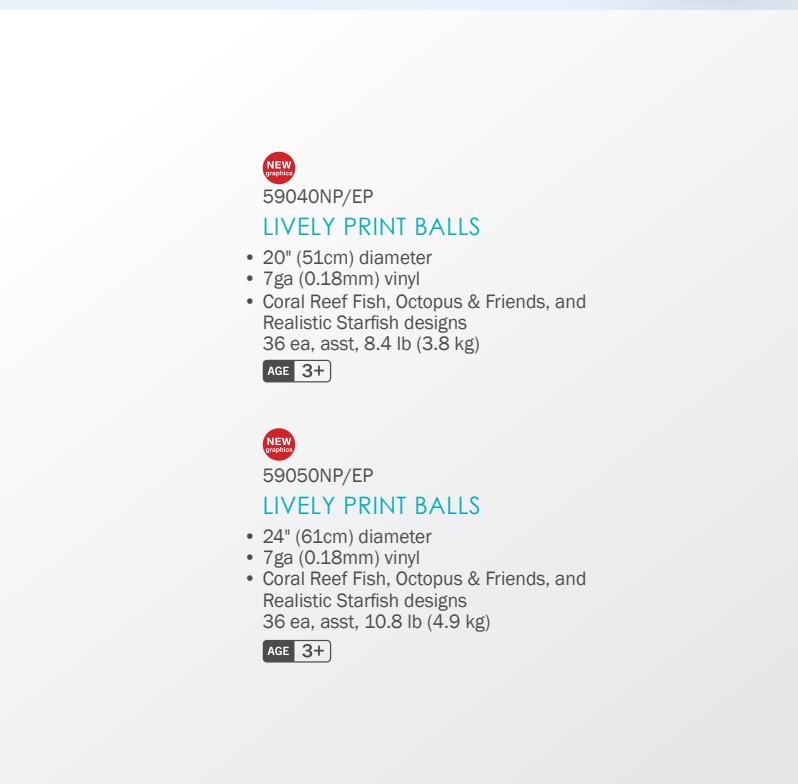 NEW
graphics
59040NP/EP
LIVELY PRINT BALLS
• 20" (51cm) diameter
• 7ga (0.18mm) vinyl
• Coral Reef Fish, Octopus & Friends, and
Realistic Starfish designs
36 ea, asst, 8.4 lb (3.8 kg)
AGE 3+
NEW
graphics
59050NP/EP
LIVELY PRINT BALLS
• 24" (61cm) diameter
• 7ga (0.18mm) vinyl
• Coral Reef Fish, Octopus & Friends, and
Realistic Starfish designs
36 ea, asst, 10.8 lb (4.9 kg)
AGE 3+